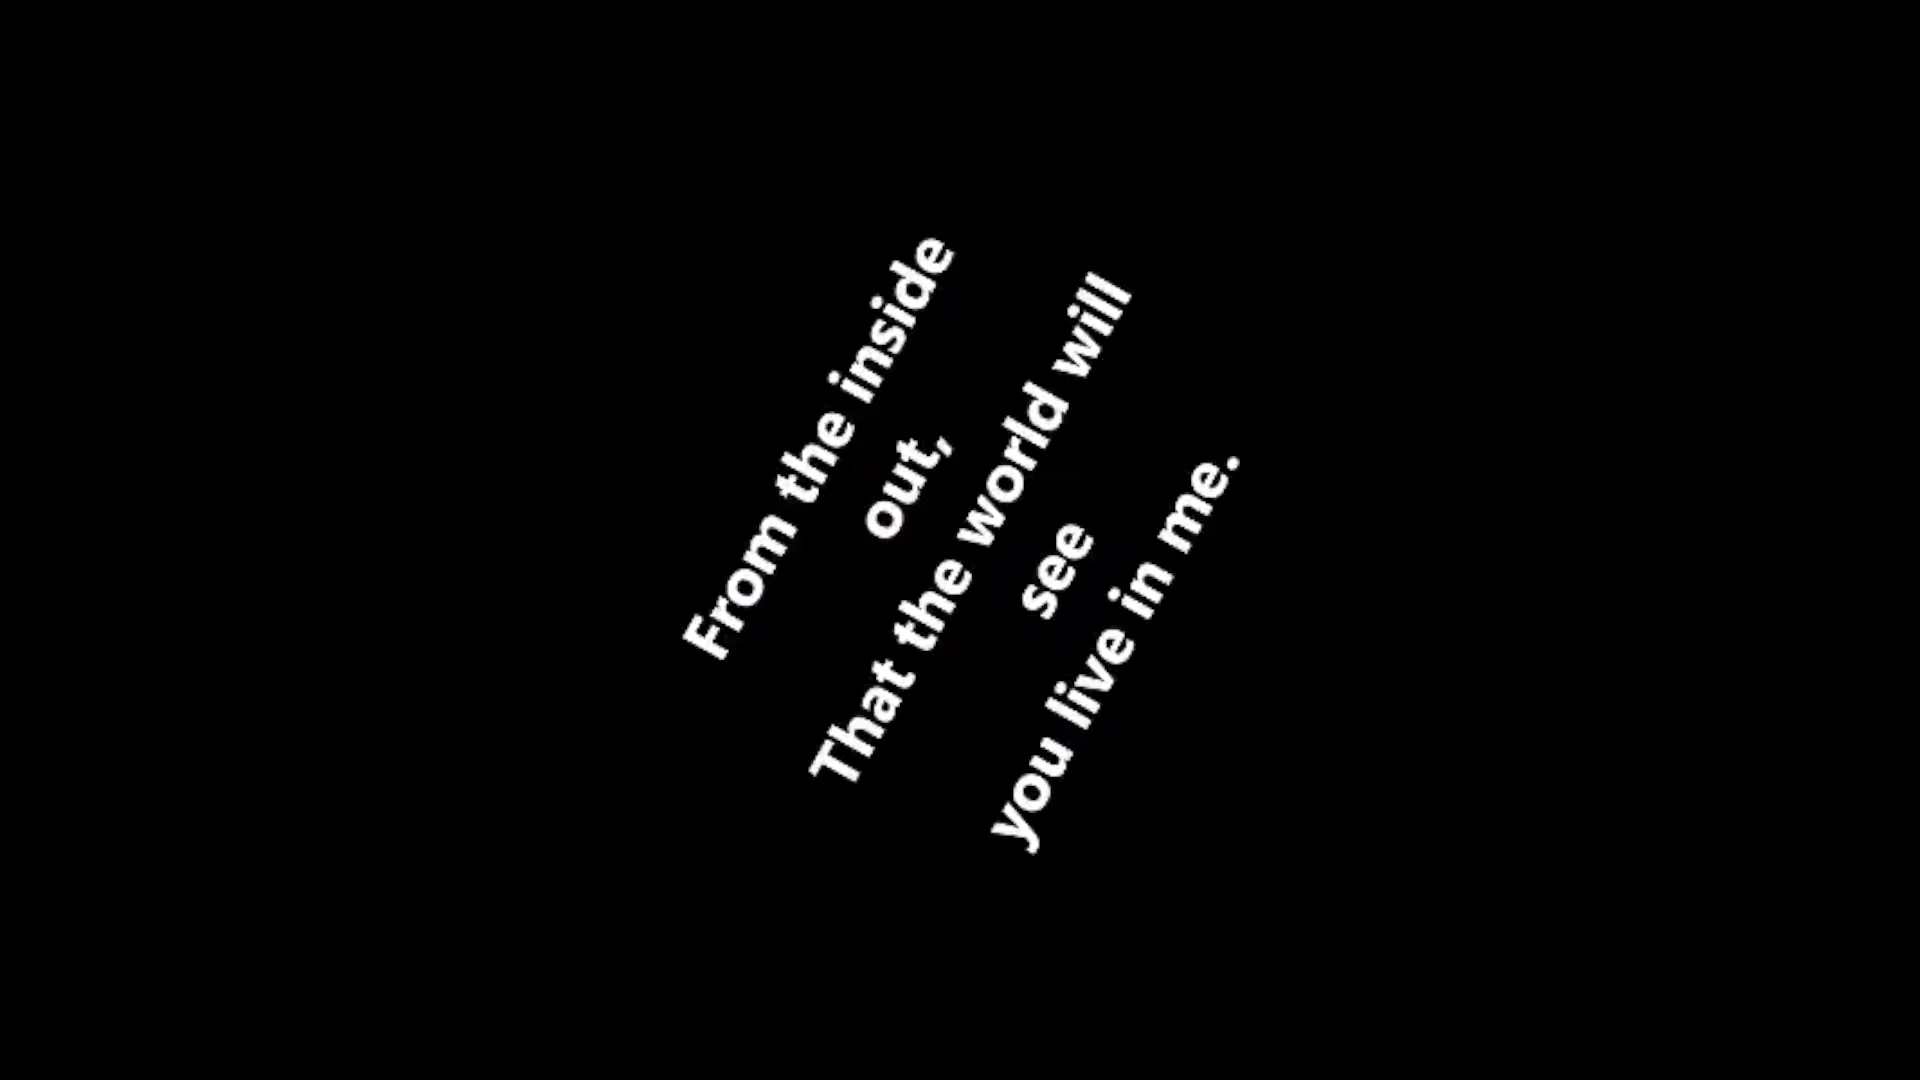 From the inside
out,
That the world will
see
you live in me.